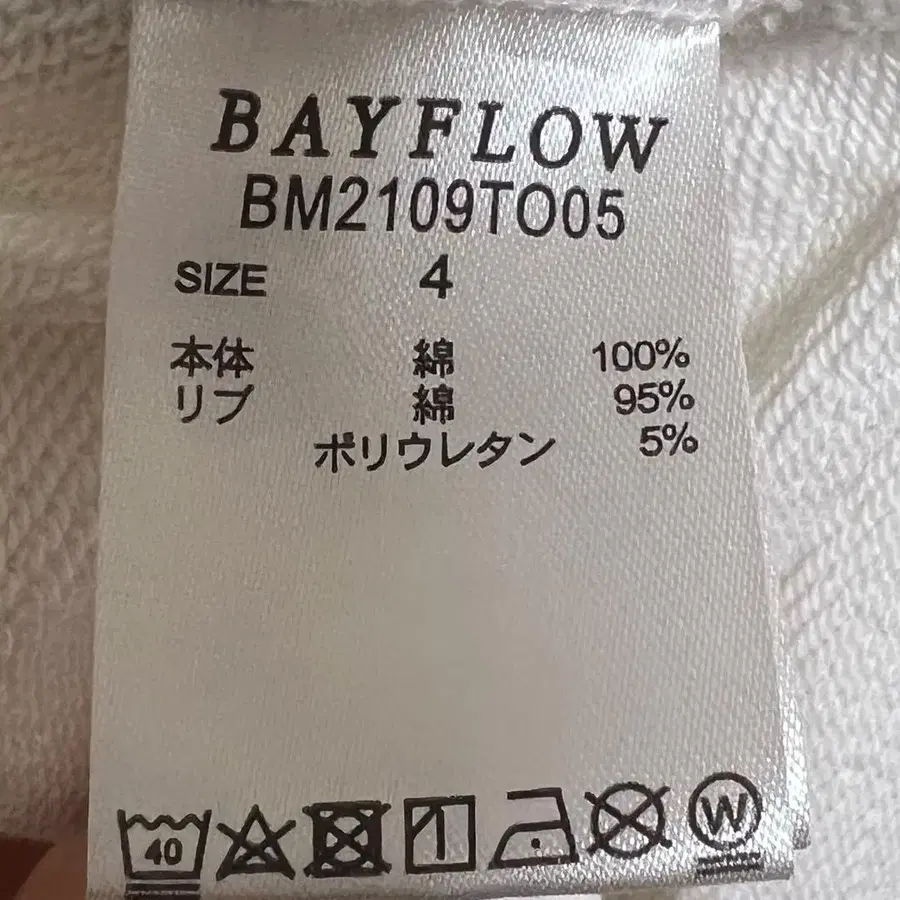 BAYFLOW
BM2109TO05
SIZE 4
本体 綿 100%
リブ 綿 95%
ポリウレタン 5%
40 W